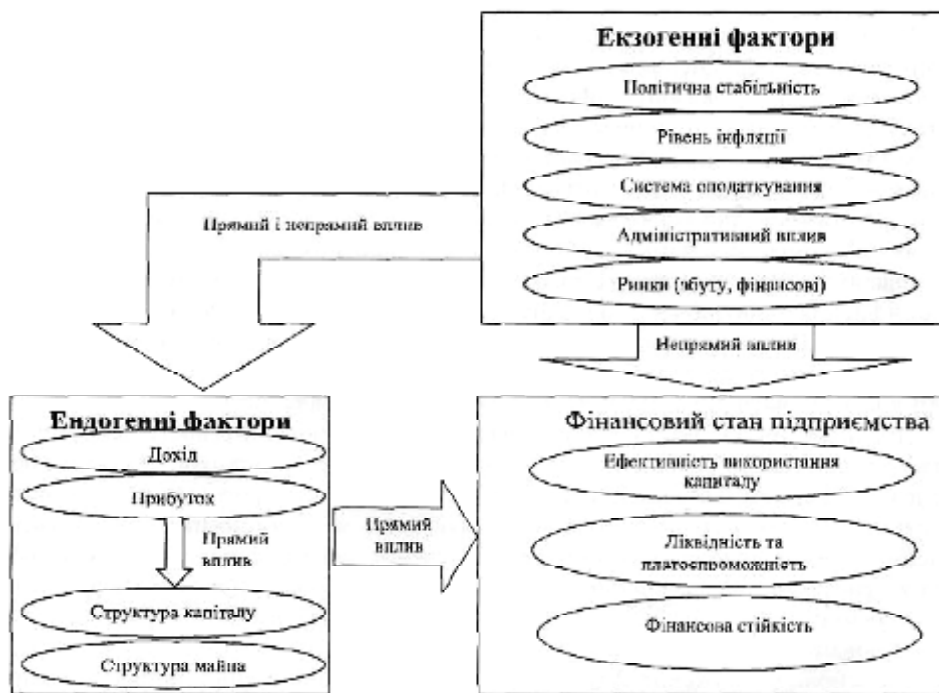 Екзогенні фактори
Політична стабільність
Рівень інфляції
Система оподаткування
Адміністративний вплив
Ринки (збуту, фінансові)
Прямий і непрямий вплив
Непрямий вплив
Ендогенні фактори
Дохід
Прибуток
Прямий
вплив
Структура капіталу
Структура майна
Прямий
вплив
Фінансовий стан підприємства
Ефективність використання
капіталу
Ліквідність та
платоспроможність
Фінансова стійкість